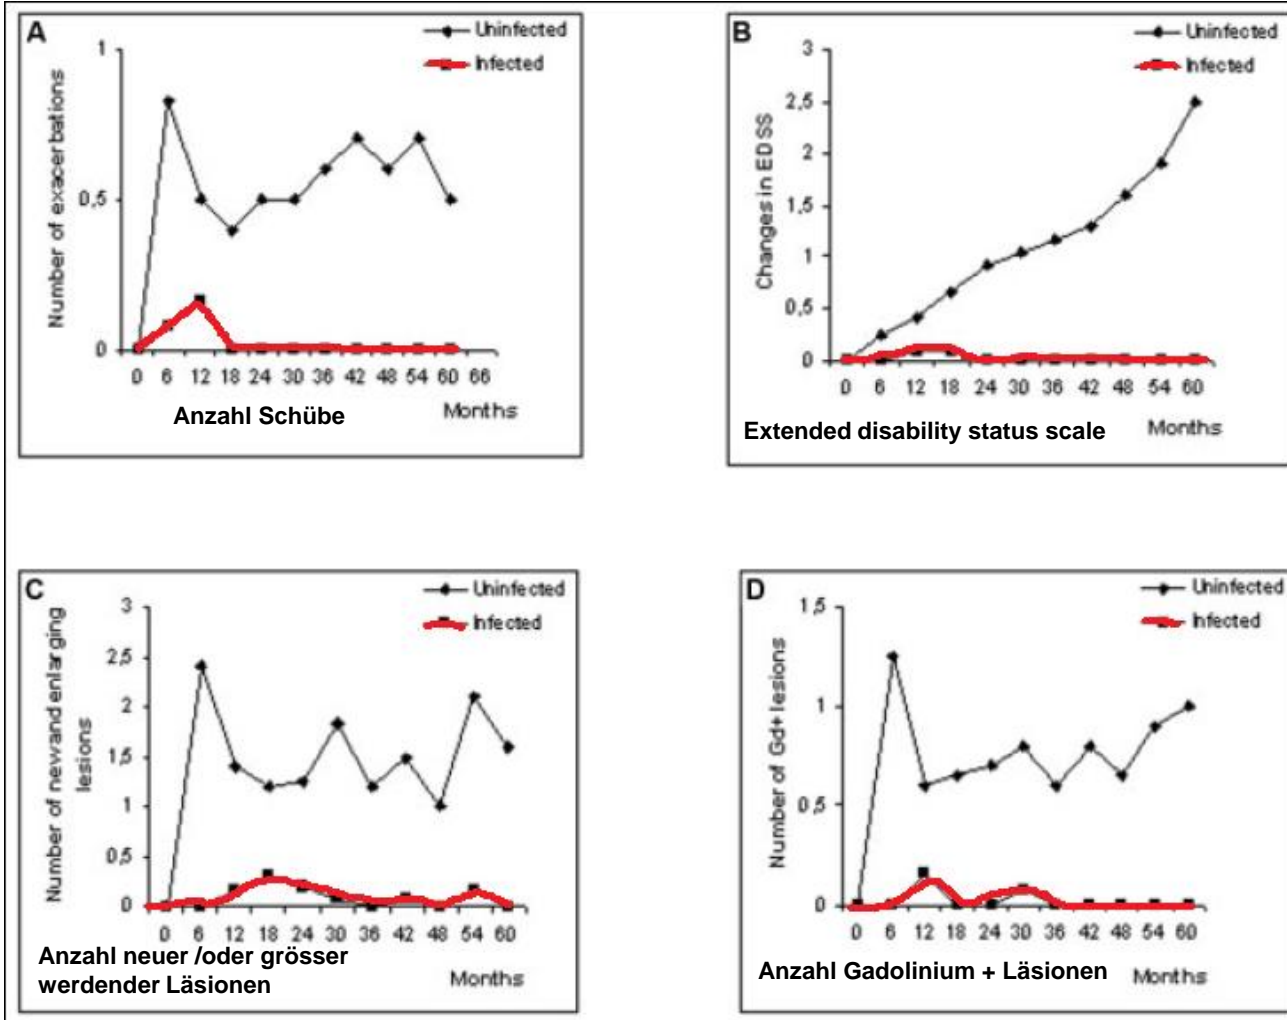 A
Uninfected
Infected
Number of exacerbations
1
0,5
0
0 6 12 18 24 30 36 42 48 54 60 66
Anzahl Schübe
Months
B
Uninfected
Infected
Changes in EDSS
3
2,5
2
1,5
1
0,5
0
0 6 12 18 24 30 36 42 48 54 60
Extended disability status scale
Months
C
Uninfected
Infected
Number of new and enlarging
lesions
3
2,5
2
1,5
1
0,5
0
0 6 12 18 24 30 36 42 48 54 60
Anzahl neuer /oder grösser
werdender Läsionen
Months
D
Uninfected
Infected
Number of Gd+ lesions
1,5
1
0,5
0
0 6 12 18 24 30 36 42 48 54 60
Anzahl Gadolinium + Läsionen
Months